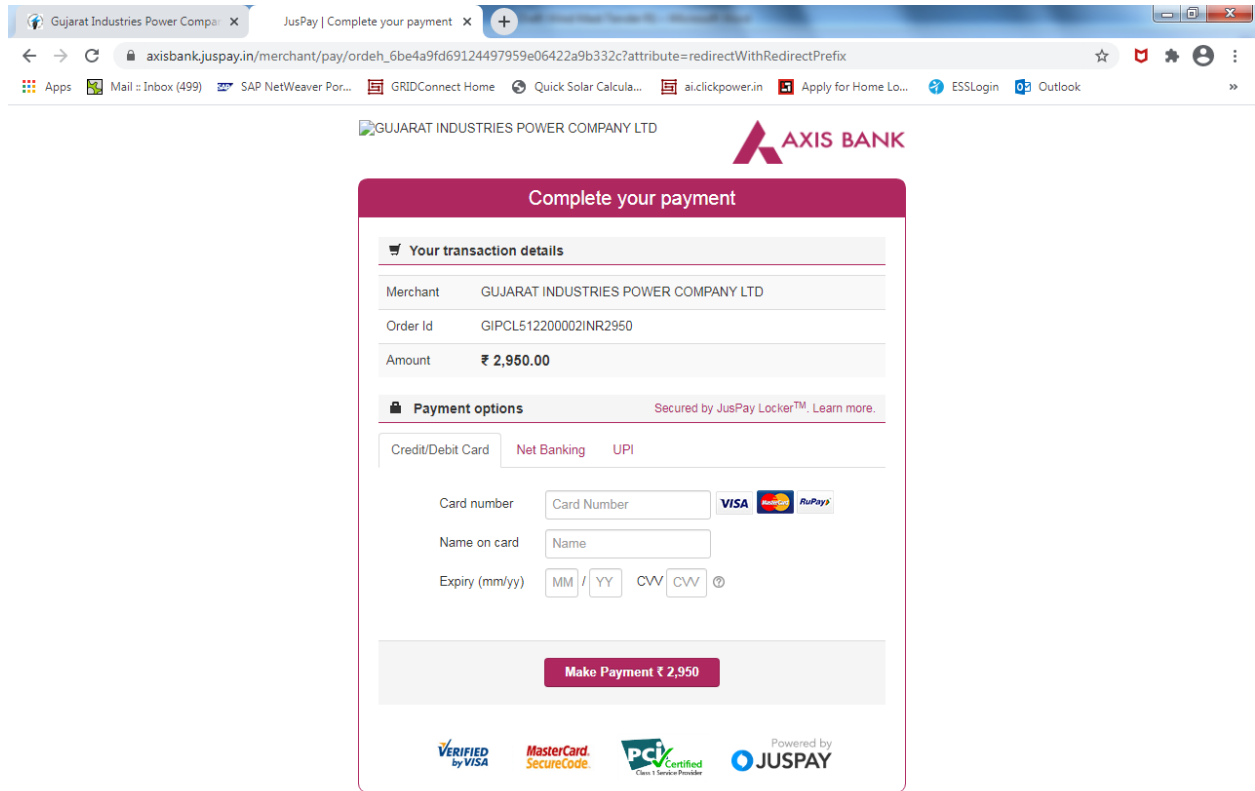 Gujarat Industries Power Compar
JusPay | Complete your payment
axisbank.juspay.in/merchant/pay/ordeh_6be4a9fd69124497959e06422a9b332c?attribute=redirectWithRedirectPrefix
Apps Mail :: Inbox (499) SAP NetWeaver Por... GRIDConnect Home Quick Solar Calcula... ai.clickpower.in Apply for Home Lo... ESSLogin Outlook »
GUJARAT INDUSTRIES POWER COMPANY LTD
AXIS BANK
Complete your payment
Your transaction details
Merchant GUJARAT INDUSTRIES POWER COMPANY LTD
Order Id GIPCL512200002INR2950
Amount ₹ 2,950.00
Payment options Secured by JusPay Locker™. Learn more.
Credit/Debit Card Net Banking UPI
Card number Card Number VISA MasterCard RuPay
Name on card Name
Expiry (mm/yy) MM / YY CVV CVV ?
Make Payment ₹ 2,950
VERIFIED by VISA
MasterCard. SecureCode.
PCI Certified
Class 1 Service Provider
Powered by
JUSPAY